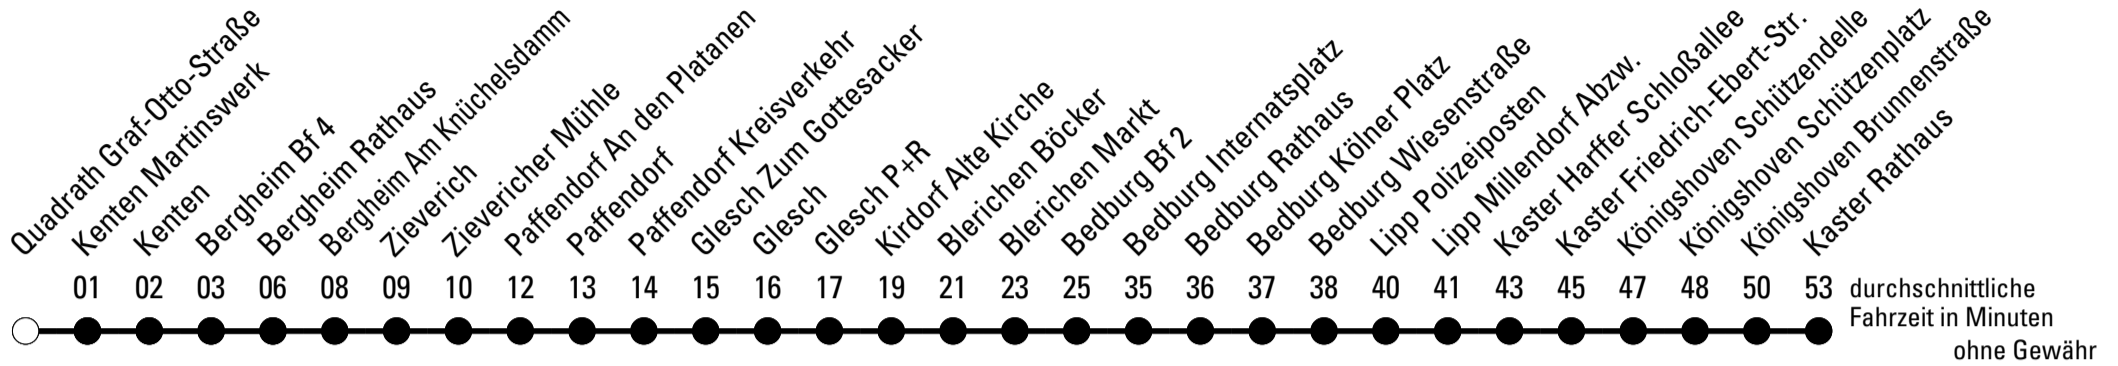 Quadrath Graf-Otto-Straße
Kenten Martinswerk
Kenten
Bergheim Bf 4
Bergheim Rathaus
Bergheim Am Knüchelsdamm
Zieverich
Zievericher Mühle
Paffendorf An den Platanen
Paffendorf
Paffendorf Kreisverkehr
Glesch Zum Gottesacker
Glesch
Glesch P+R
Kirdorf Alte Kirche
Blerichen Böcker
Blerichen Markt
Bedburg Bf 2
Bedburg Internatsplatz
Bedburg Rathaus
Bedburg Kölner Platz
Bedburg Wiesenstraße
Lipp Polizeiposten
Lipp Millendorf Abzw.
Kaster Harffer Schloßallee
Kaster Friedrich-Ebert-Str.
Königshoven Schützendelle
Königshoven Schützenplatz
Königshoven Brunnenstraße
Kaster Rathaus
01 02 03 06 08 09 10 12 13 14 15 16 17 19 21 23 25 35 36 37 38 40 41 43 45 47 48 50 53
durchschnittliche
Fahrzeit in Minuten
ohne Gewähr